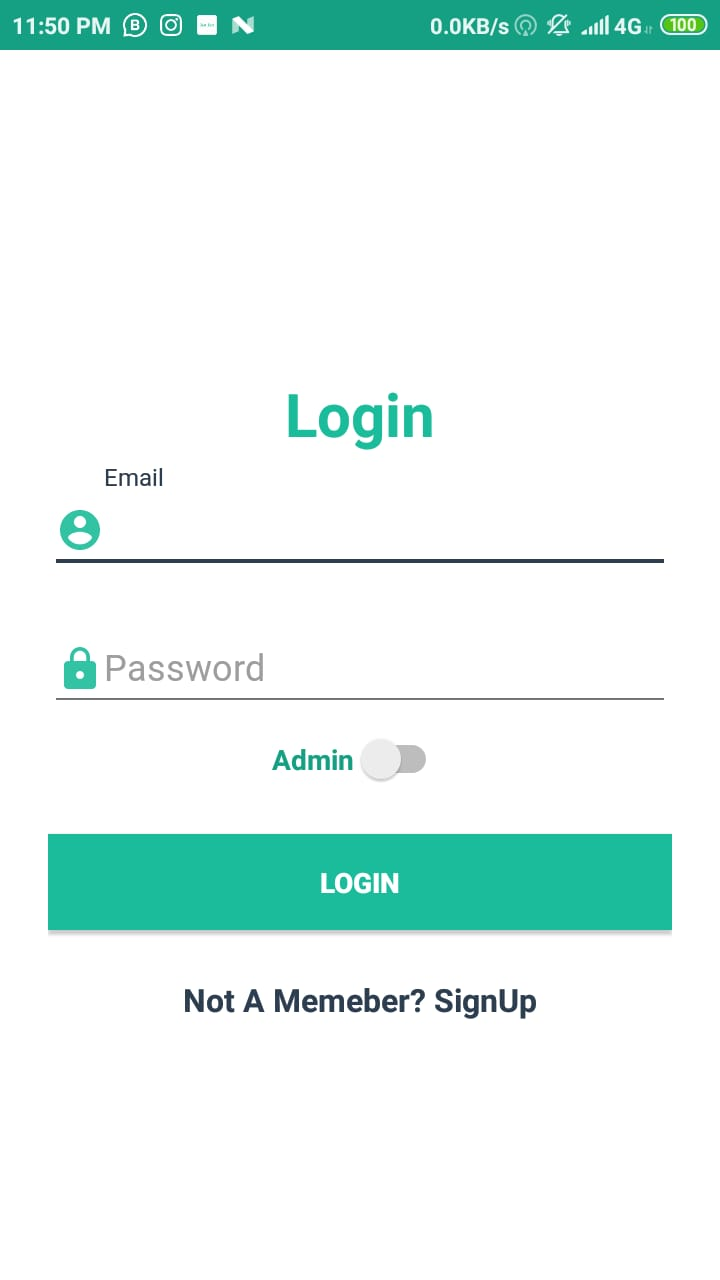 11:50 PM 0.0KB/s 4G 100
Login
Email
Password
Admin
LOGIN
Not A Memeber? SignUp